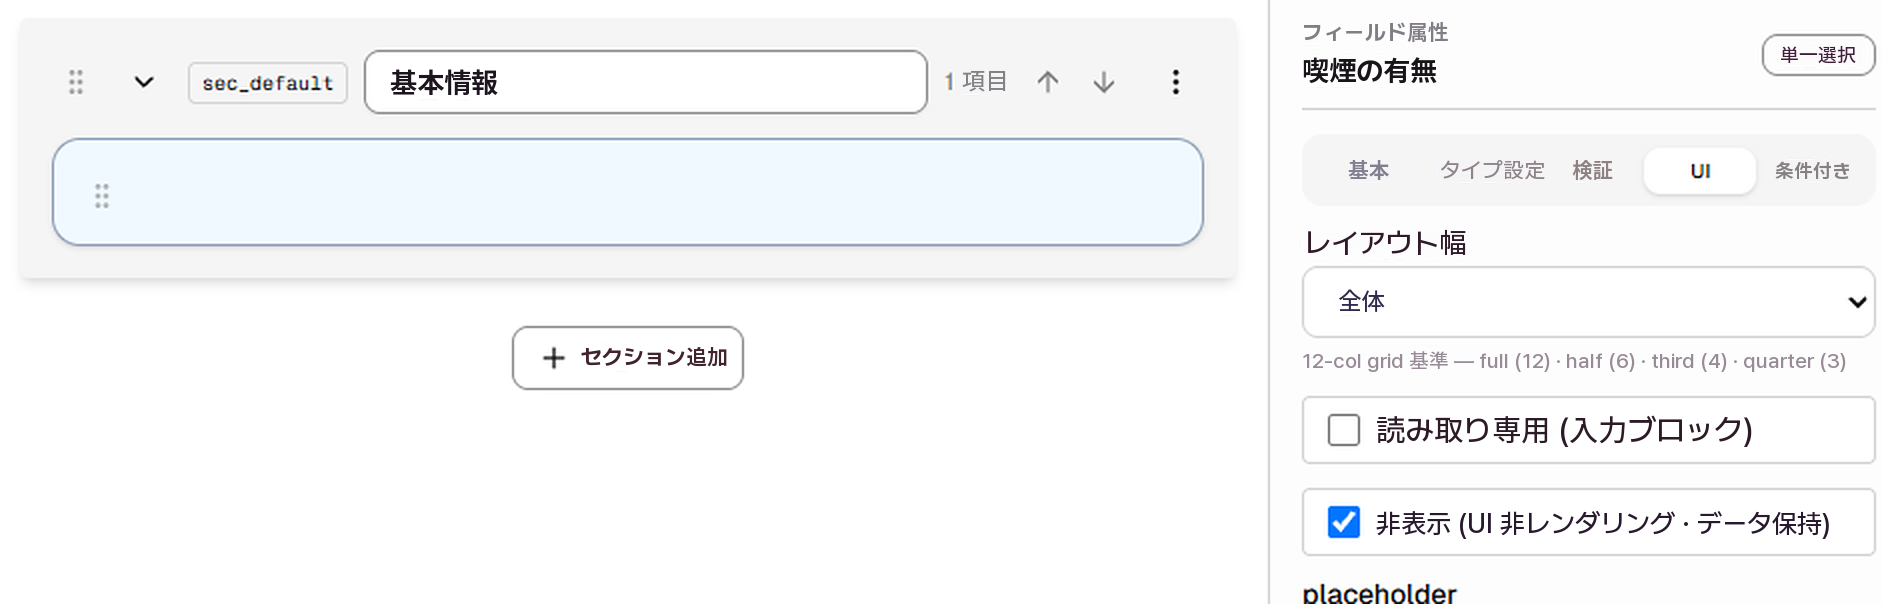 sec_default 基本情報 1 項目
セクション追加
フィールド属性
喫煙の有無
単一選択
基本 タイプ設定 検証 UI 条件付き
レイアウト幅
全体
12-col grid 基準 — full (12) · half (6) · third (4) · quarter (3)
読み取り専用 (入力ブロック)
非表示 (UI 非レンダリング · データ保持)
placeholder